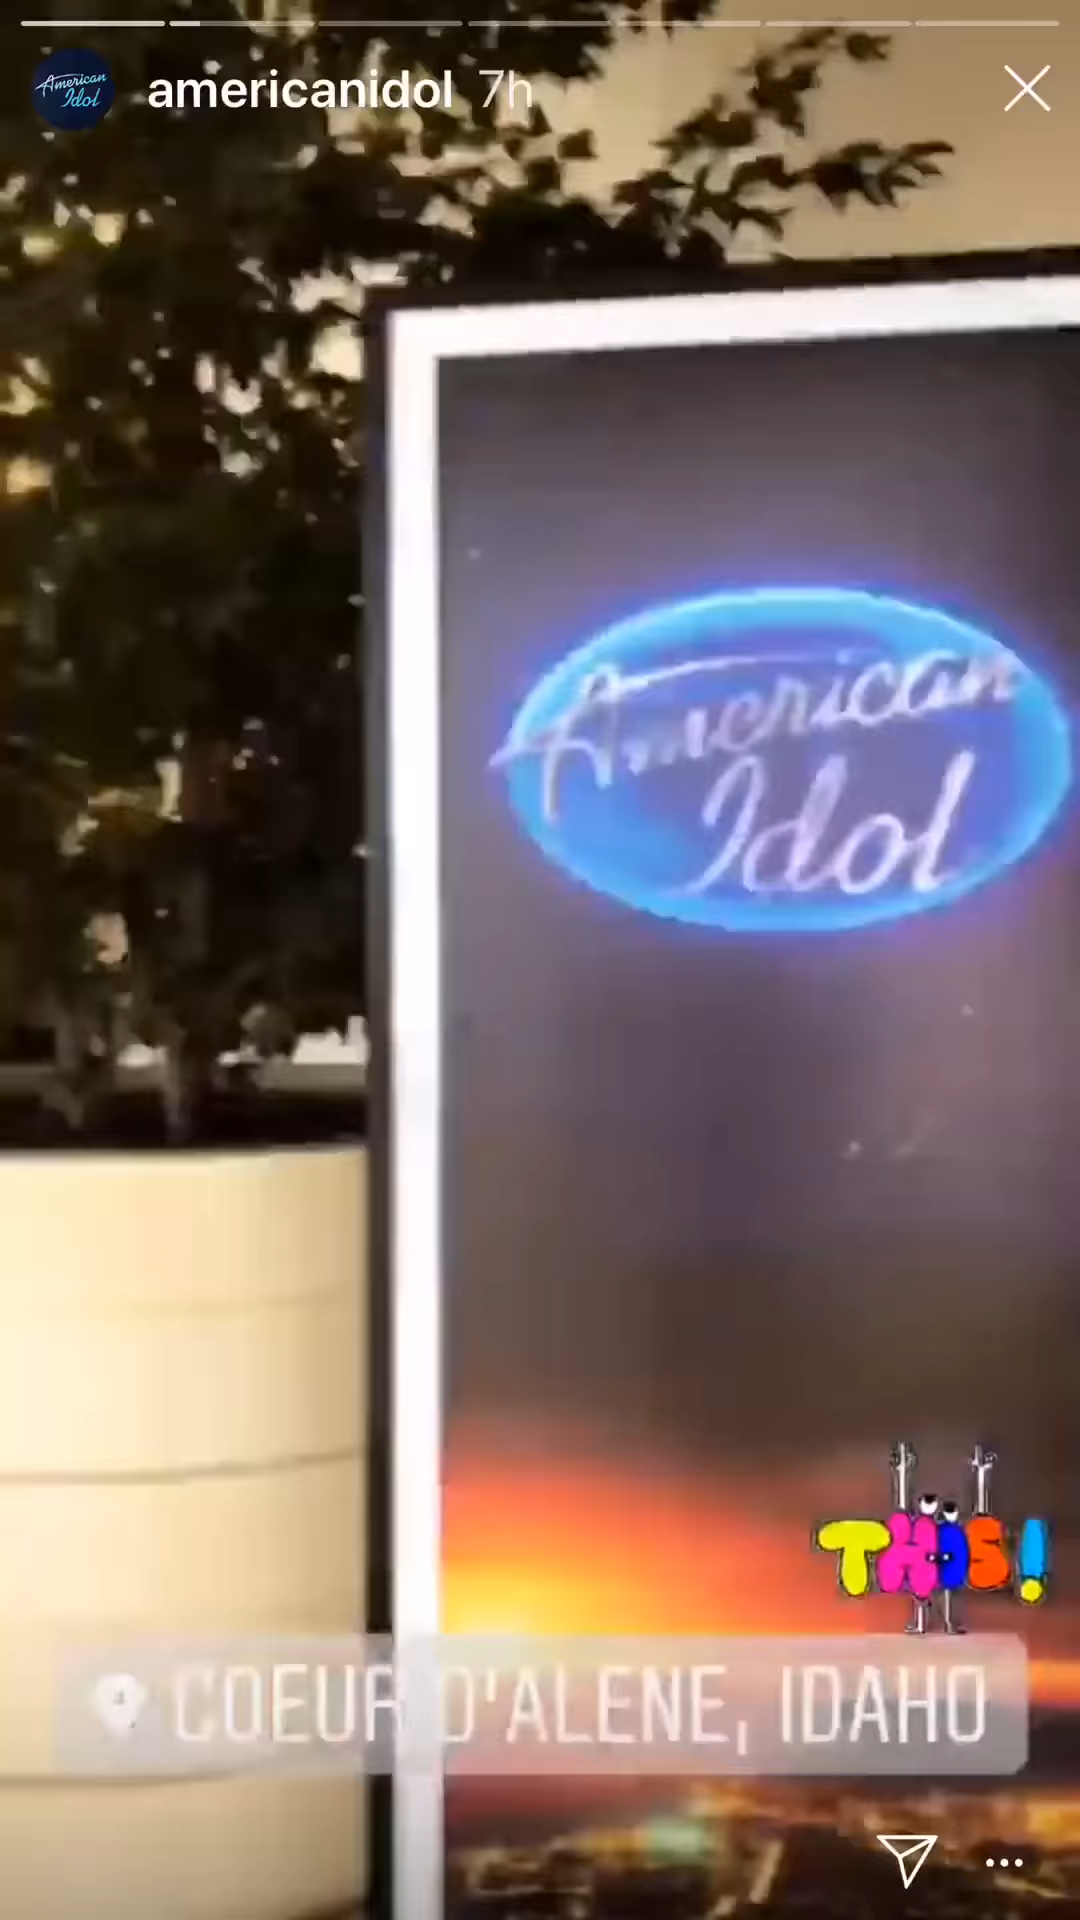 American
Idol
americanidol 7h
American
Idol
THIS!
COEUR D'ALENE, IDAHO